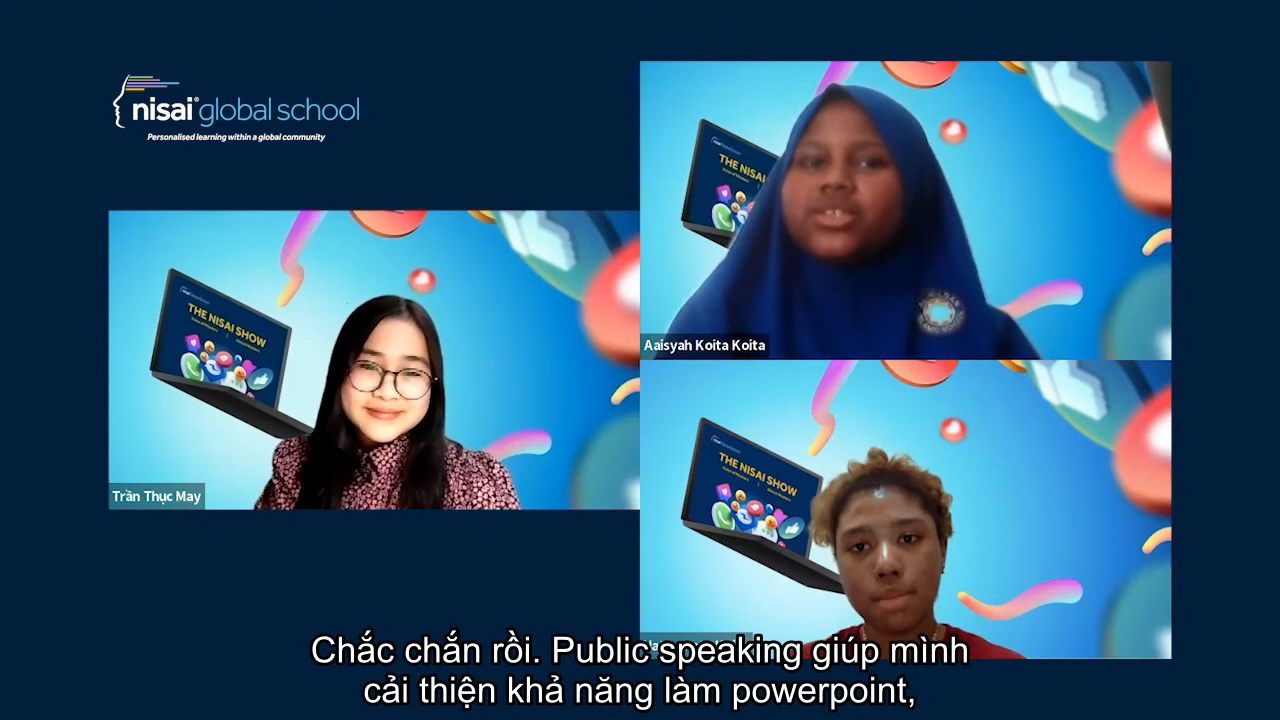 nisai® global school
Personalised learning within a global community
THE NISAI
THE NISAI SHOW
Aaisyah Koita Koita
Trần Thục May
THE NISAI SHOW
Chắc chắn rồi. Public speaking giúp mình
cải thiện khả năng làm powerpoint,